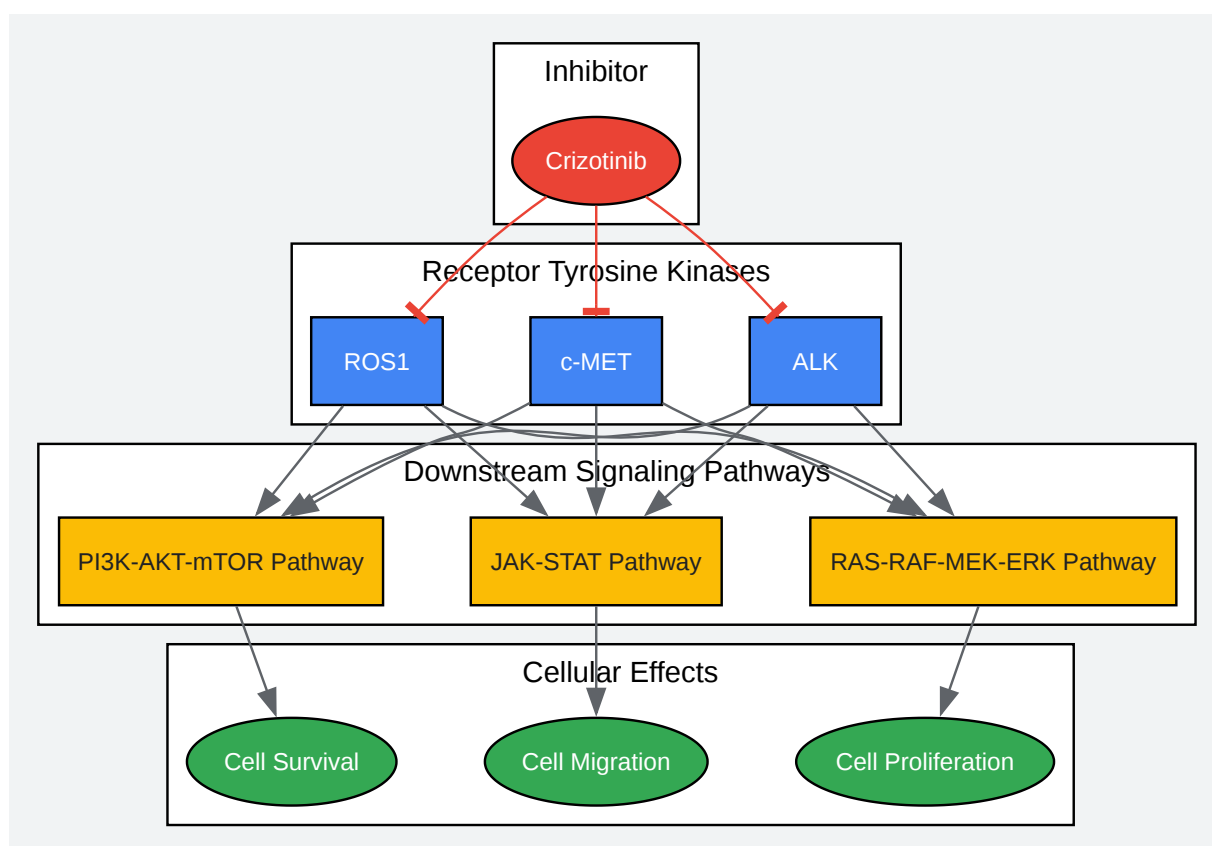 Inhibitor
Crizotinib
Receptor Tyrosine Kinases
ROS1
c-MET
ALK
Downstream Signaling Pathways
PI3K-AKT-mTOR Pathway
JAK-STAT Pathway
RAS-RAF-MEK-ERK Pathway
Cellular Effects
Cell Survival
Cell Migration
Cell Proliferation